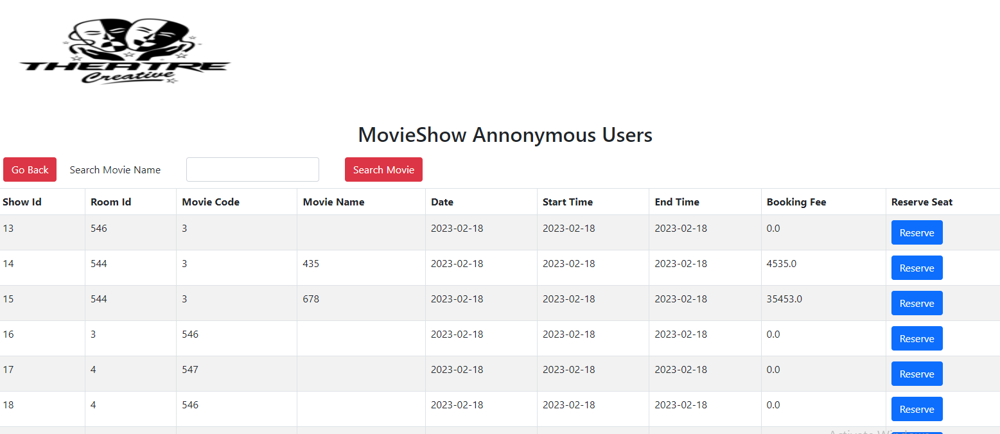 THEATRE
Creative
MovieShow Annonymous Users
Go Back Search Movie Name Search Movie
Show Id Room Id Movie Code Movie Name Date Start Time End Time Booking Fee Reserve Seat
13 546 3 2023-02-18 2023-02-18 2023-02-18 0.0 Reserve
14 544 3 435 2023-02-18 2023-02-18 2023-02-18 4535.0 Reserve
15 544 3 678 2023-02-18 2023-02-18 2023-02-18 35453.0 Reserve
16 3 546 2023-02-18 2023-02-18 2023-02-18 0.0 Reserve
17 4 547 2023-02-18 2023-02-18 2023-02-18 0.0 Reserve
18 4 546 2023-02-18 2023-02-18 2023-02-18 0.0 Reserve
Activate Windows